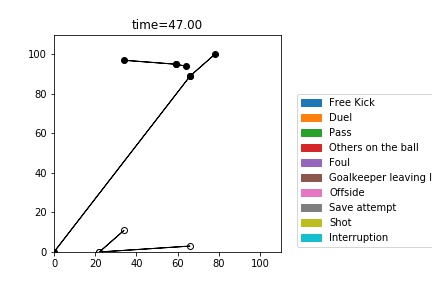 time=47.00
100
80
60
40
20
0
0 20 40 60 80 100
Free Kick
Duel
Pass
Others on the ball
Foul
Goalkeeper leaving l
Offside
Save attempt
Shot
Interruption